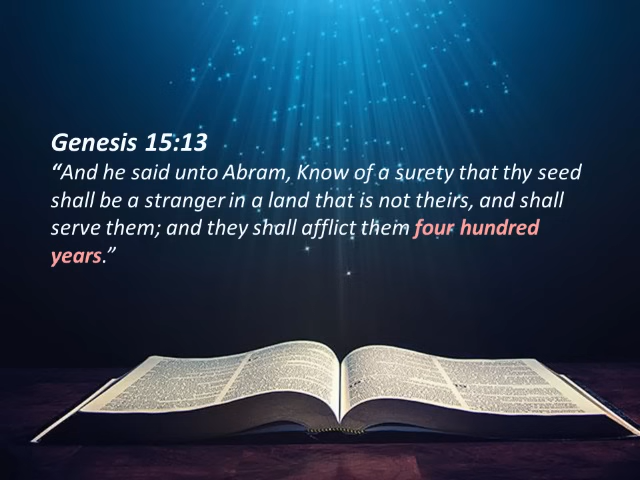 Genesis 15:13
“And he said unto Abram, Know of a surety that thy seed
shall be a stranger in a land that is not theirs, and shall
serve them; and they shall afflict them four hundred
years.”